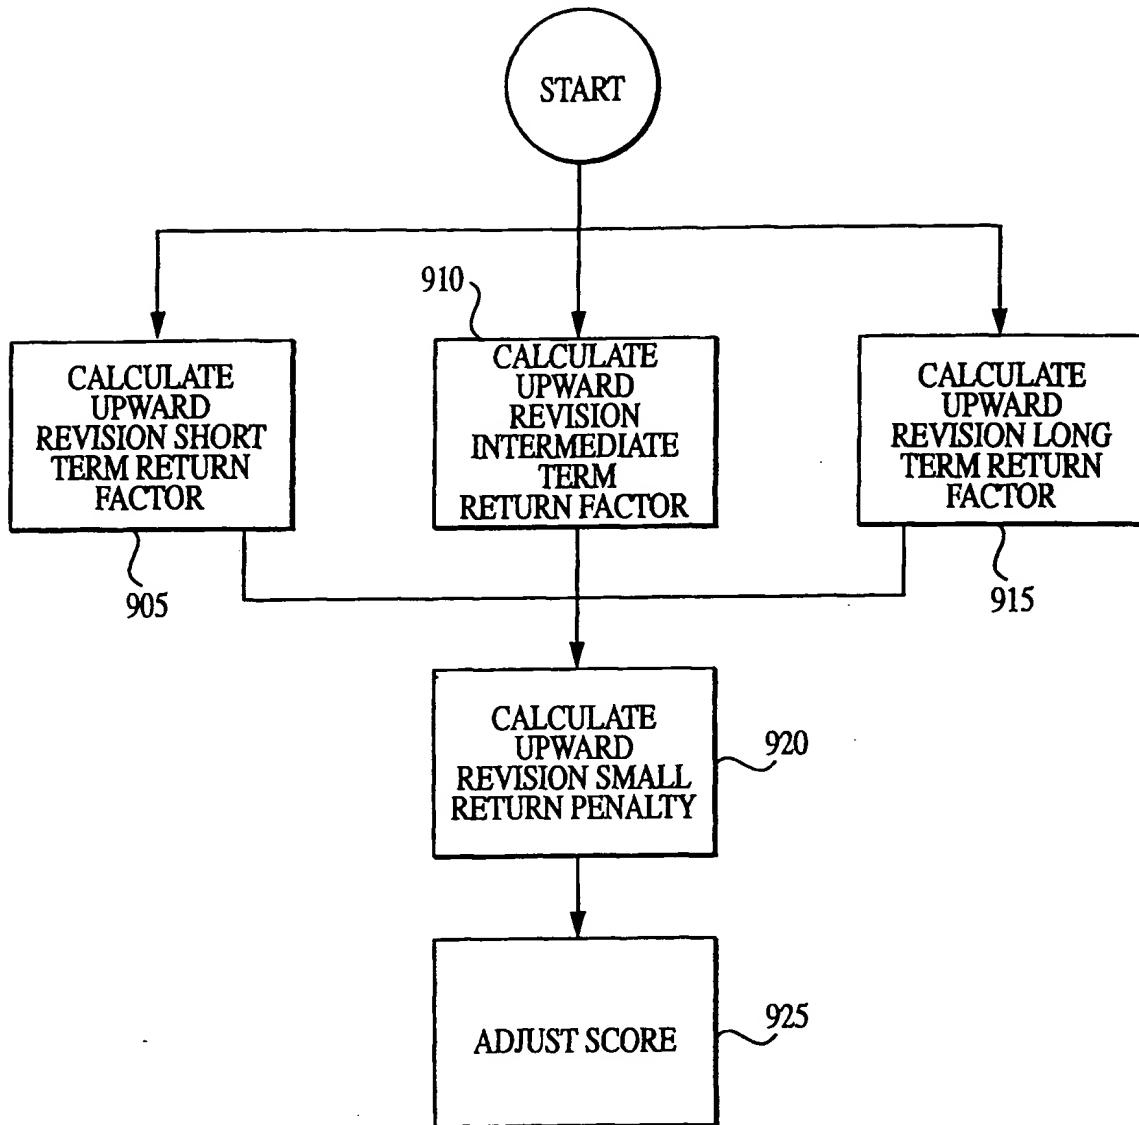 START
910
CALCULATE
UPWARD
REVISION SHORT
TERM RETURN
FACTOR
905
CALCULATE
UPWARD
REVISION
INTERMEDIATE
TERM
RETURN FACTOR
CALCULATE
UPWARD
REVISION LONG
TERM RETURN
FACTOR
915
CALCULATE
UPWARD
REVISION SMALL
RETURN PENALTY
920
ADJUST SCORE
925